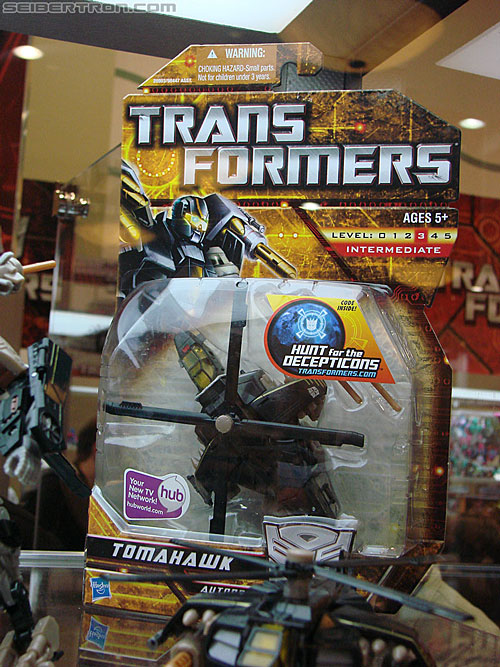 SEIBERTRON.COM
WARNING:
CHOKING HAZARD-Small parts.
Not for children under 3 years.
TRANS
FORMERS
AGES 5+
LEVEL: 0 1 2 3 4 5
INTERMEDIATE
CODE
INSIDE!
HUNT for the
DECEPTICONS
TRANSFORMERS.COM
Your
New TV
Network!
hub
hubworld.com
TOMAHAWK
Hasbro